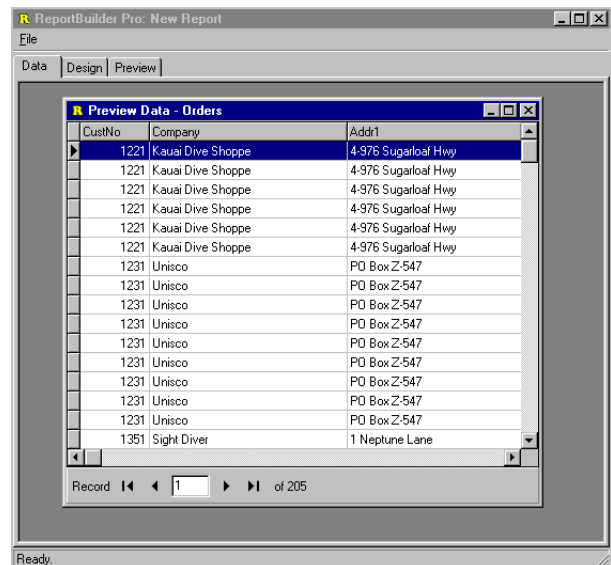 R ReportBuilder Pro: New Report
File
Data Design Preview
R Preview Data - Orders
CustNo Company Addr1
1221 Kauai Dive Shoppe 4-976 Sugarloaf Hwy
1221 Kauai Dive Shoppe 4-976 Sugarloaf Hwy
1221 Kauai Dive Shoppe 4-976 Sugarloaf Hwy
1221 Kauai Dive Shoppe 4-976 Sugarloaf Hwy
1221 Kauai Dive Shoppe 4-976 Sugarloaf Hwy
1221 Kauai Dive Shoppe 4-976 Sugarloaf Hwy
1231 Unisco PO Box Z-547
1231 Unisco PO Box Z-547
1231 Unisco PO Box Z-547
1231 Unisco PO Box Z-547
1231 Unisco PO Box Z-547
1231 Unisco PO Box Z-547
1231 Unisco PO Box Z-547
1231 Unisco PO Box Z-547
1231 Unisco PO Box Z-547
1351 Sight Diver 1 Neptune Lane
Record 1 of 205
Ready.